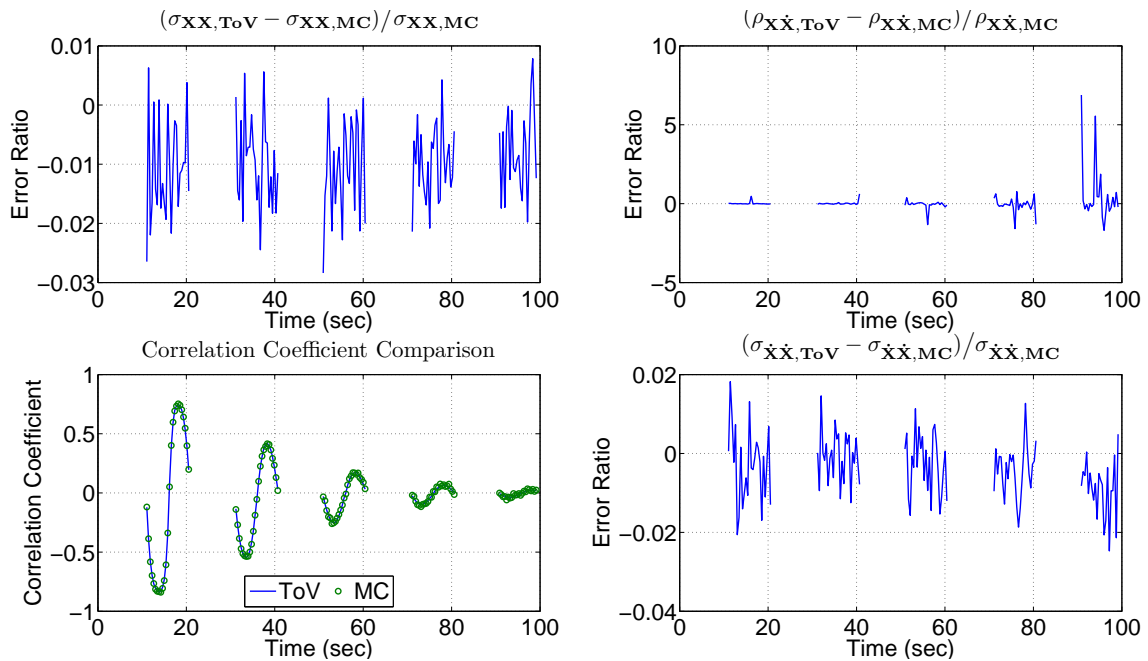 (σXX,ToV − σXX,MC)/σXX,MC
0.01
0
−0.01
−0.02
−0.03
Error Ratio
0 20 40 60 80 100
Time (sec)
(ρXẊ,ToV − ρXẊ,MC)/ρXẊ,MC
10
5
0
−5
Error Ratio
0 20 40 60 80 100
Time (sec)
Correlation Coefficient Comparison
1
0.5
0
−0.5
−1
Correlation Coefficient
ToV MC
0 20 40 60 80 100
Time (sec)
(σẊẊ,ToV − σẊẊ,MC)/σẊẊ,MC
0.02
0
−0.02
−0.04
Error Ratio
0 20 40 60 80 100
Time (sec)